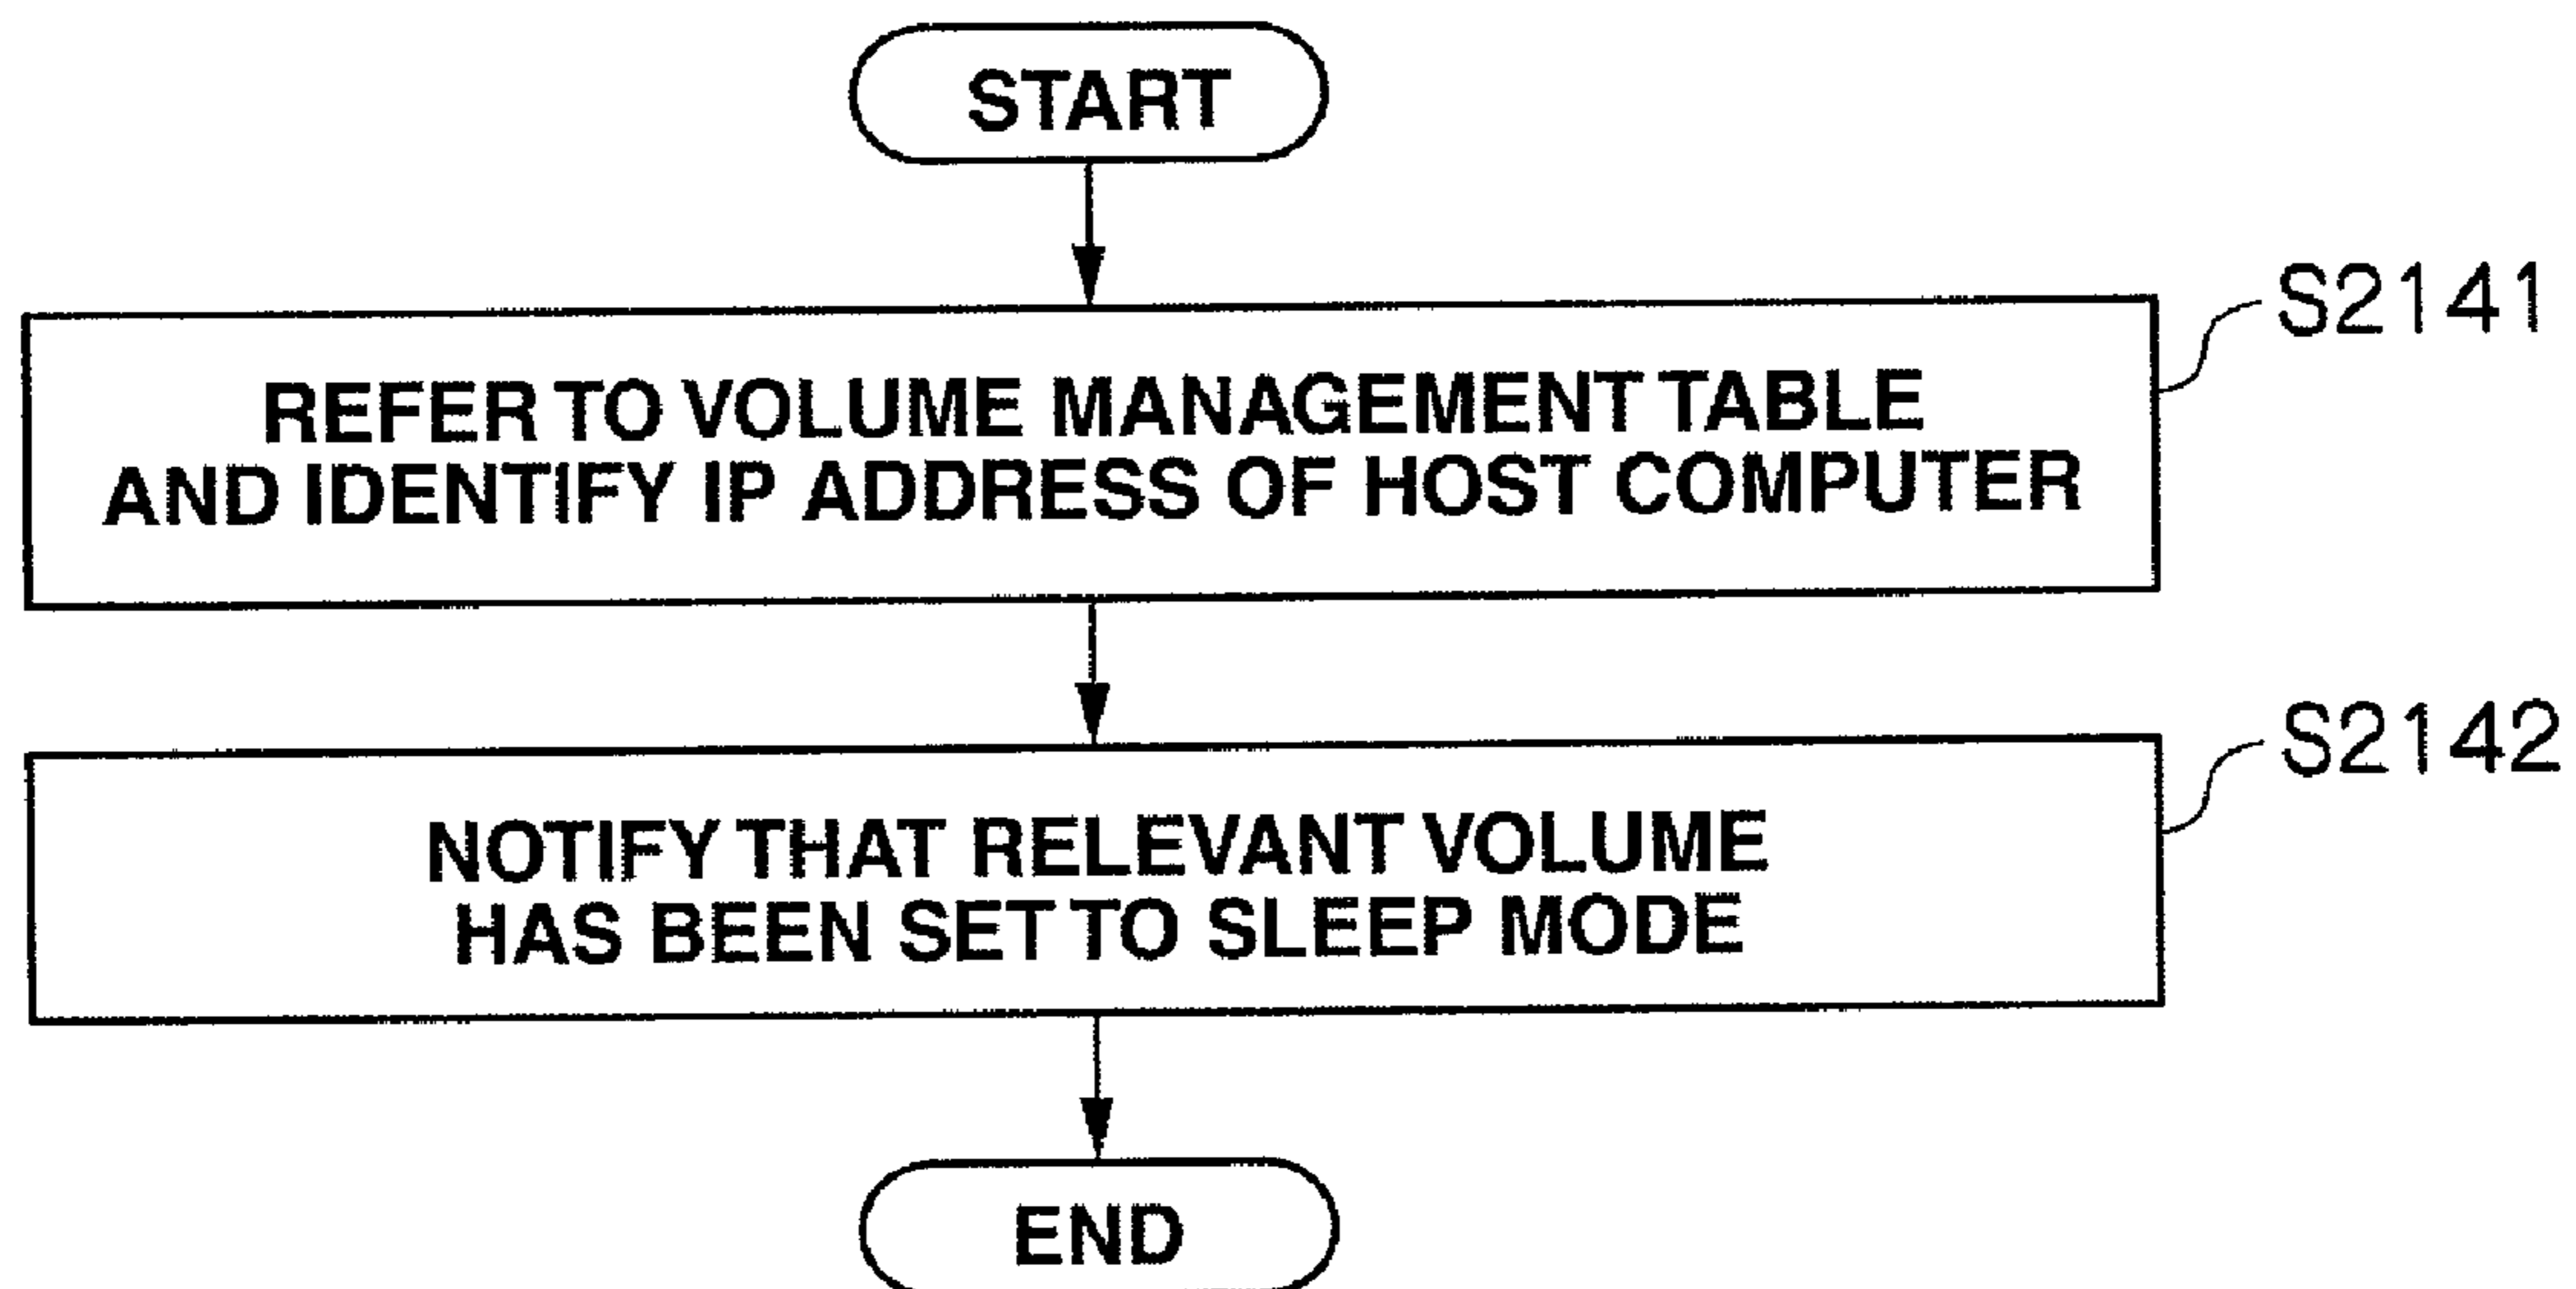 START
S2141
REFER TO VOLUME MANAGEMENT TABLE
AND IDENTIFY IP ADDRESS OF HOST COMPUTER
S2142
NOTIFY THAT RELEVANT VOLUME
HAS BEEN SET TO SLEEP MODE
END